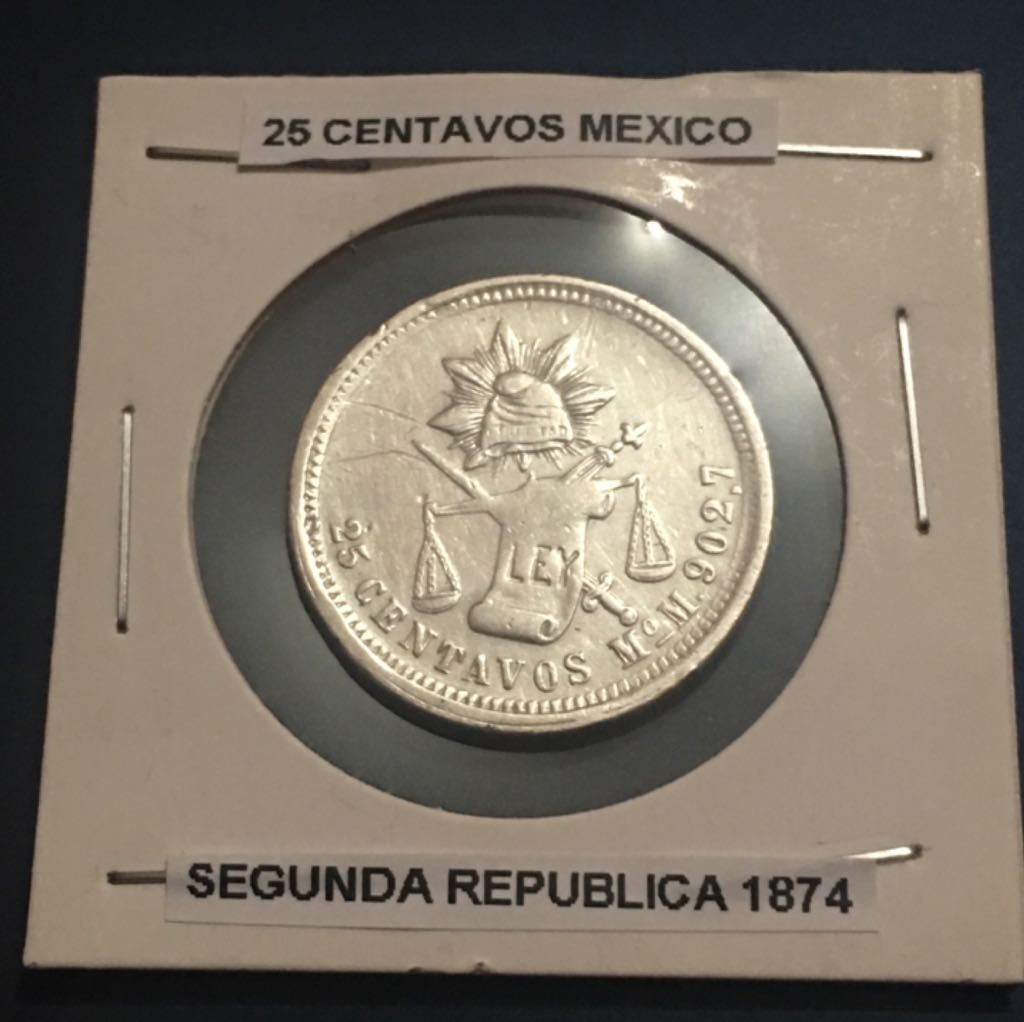 25 CENTAVOS MEXICO
LEY
25 CENTAVOS Mº M. 902,7
SEGUNDA REPUBLICA 1874